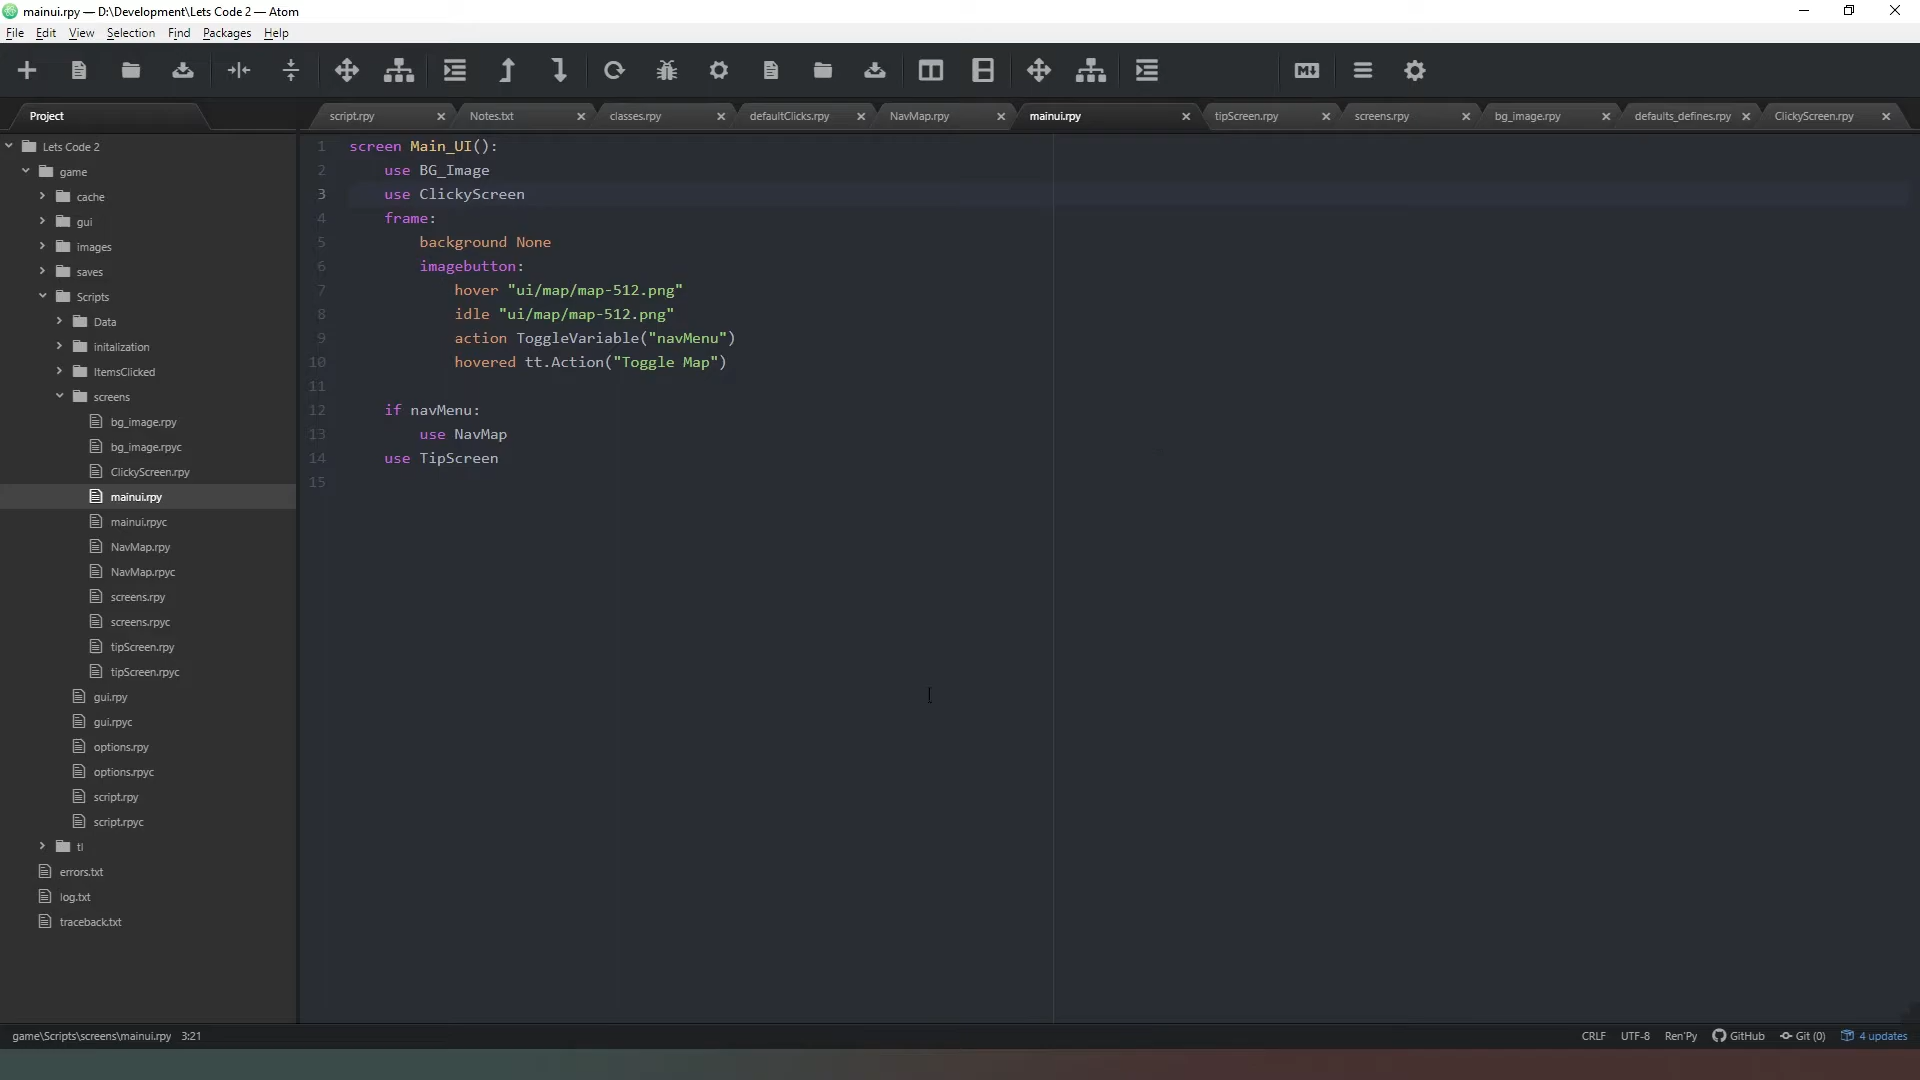 mainui.rpy — D:\Development\Lets Code 2 — Atom
File Edit View Selection Find Packages Help
Project
script.rpy Notes.txt classes.rpy defaultClicks.rpy NavMap.rpy mainui.rpy tipScreen.rpy screens.rpy bg_image.rpy defaults_defines.rpy ClickyScreen.rpy
Lets Code 2
game
cache
gui
images
saves
Scripts
Data
initalization
ItemsClicked
screens
bg_image.rpy
bg_image.rpyc
ClickyScreen.rpy
mainui.rpy
mainui.rpyc
NavMap.rpy
NavMap.rpyc
screens.rpy
screens.rpyc
tipScreen.rpy
tipScreen.rpyc
gui.rpy
gui.rpyc
options.rpy
options.rpyc
script.rpy
script.rpyc
tl
errors.txt
log.txt
traceback.txt
1 screen Main_UI():
2 use BG_Image
3 use ClickyScreen
4 frame:
5 background None
6 imagebutton:
7 hover "ui/map/map-512.png"
8 idle "ui/map/map-512.png"
9 action ToggleVariable("navMenu")
10 hovered tt.Action("Toggle Map")
11
12 if navMenu:
13 use NavMap
14 use TipScreen
15
game\Scripts\screens\mainui.rpy 3:21
CRLF UTF-8 Ren'Py GitHub Git (0) 4 updates